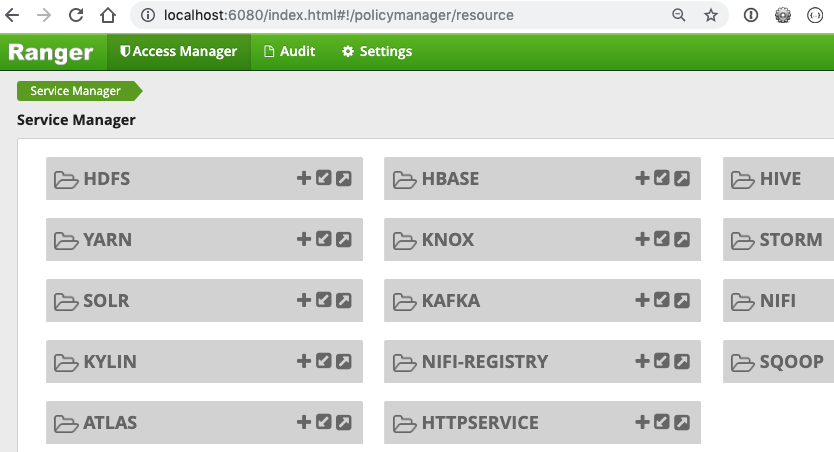 localhost:6080/index.html#!/policymanager/resource
Ranger Access Manager Audit Settings
Service Manager
Service Manager
HDFS HBASE HIVE
YARN KNOX STORM
SOLR KAFKA NIFI
KYLIN NIFI-REGISTRY SQOOP
ATLAS HTTPSERVICE